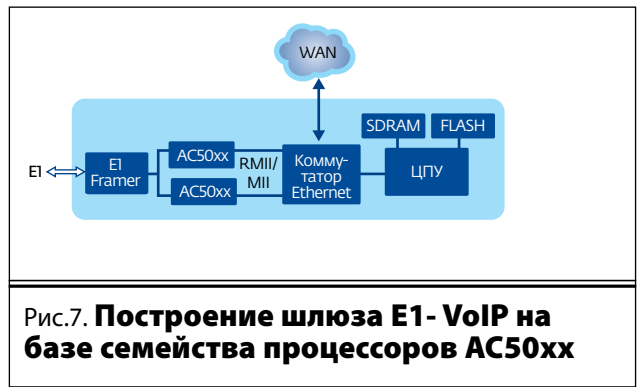 WAN
SDRAM
FLASH
E1
E1
Framer
AC50xx
AC50xx
RMII/
MII
Комму-
татор
Ethernet
ЦПУ
Рис.7. Построение шлюза E1- VoIP на
базе семейства процессоров AC50xx